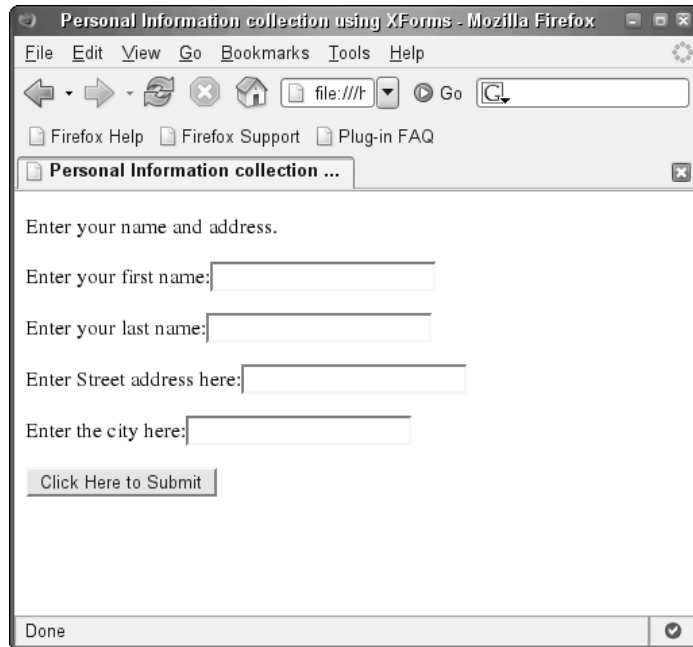 Personal Information collection using XForms - Mozilla Firefox
File Edit View Go Bookmarks Tools Help
file:///h Go G
Firefox Help Firefox Support Plug-in FAQ
Personal Information collection ...
Enter your name and address.
Enter your first name:
Enter your last name:
Enter Street address here:
Enter the city here:
Click Here to Submit
Done